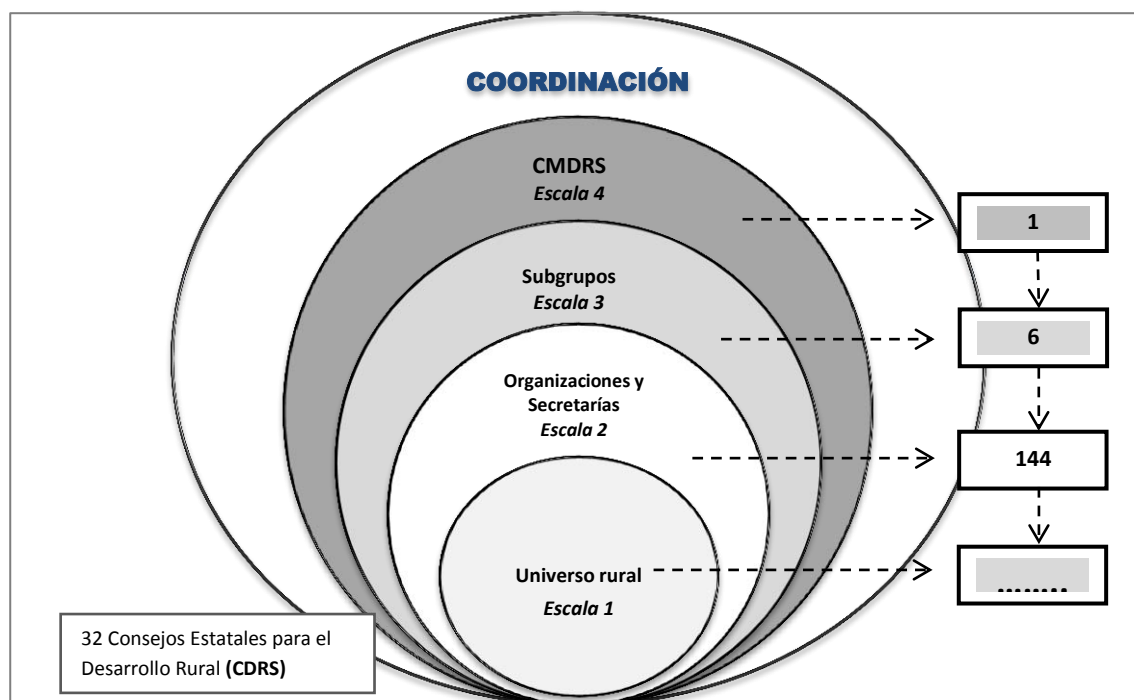 COORDINACIÓN
CMDRS
Escala 4
1
Subgrupos
Escala 3
6
Organizaciones y
Secretarías
Escala 2
144
Universo rural
Escala 1
........
32 Consejos Estatales para el
Desarrollo Rural (CDRS)